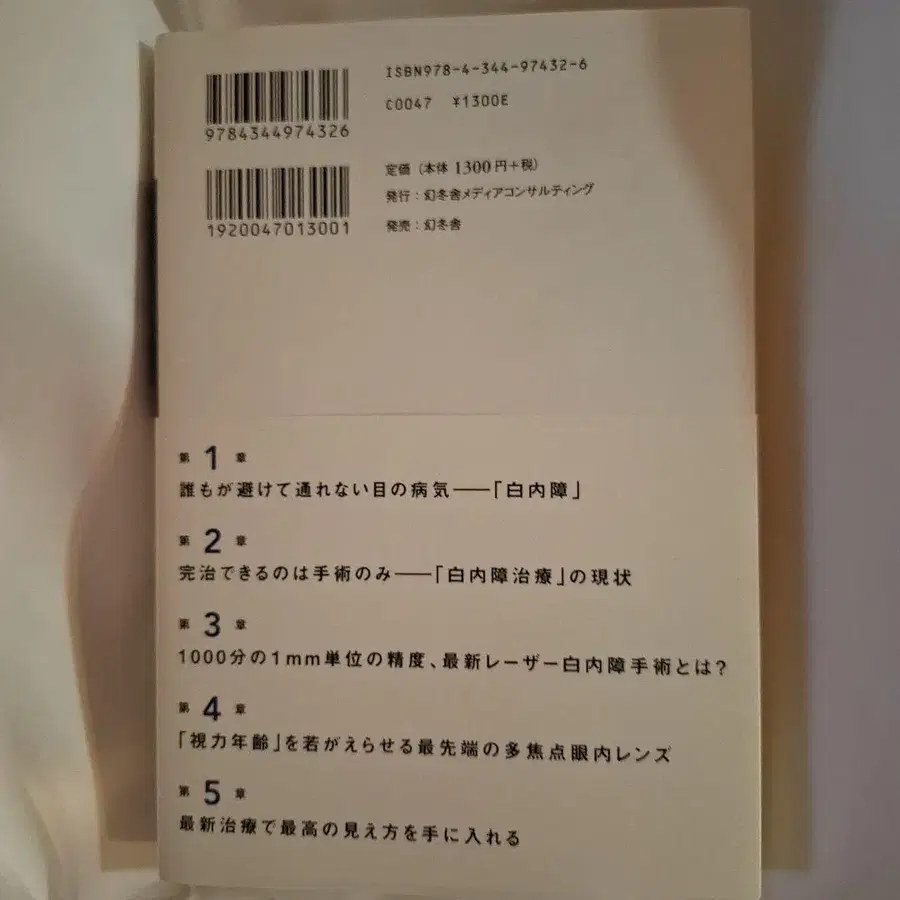 ISBN978-4-344-97432-6
C0047 ¥1300E
9784344974326
定価(本体1300円+税)
発行:幻冬舎メディアコンサルティング
1920047013001
発売:幻冬舎
第1章
誰もが避けて通れない目の病気──「白内障」
第2章
完治できるのは手術のみ──「白内障治療」の現状
第3章
1000分の1mm単位の精度、最新レーザー白内障手術とは?
第4章
「視力年齢」を若がえらせる最先端の多焦点眼内レンズ
第5章
最新治療で最高の見え方を手に入れる